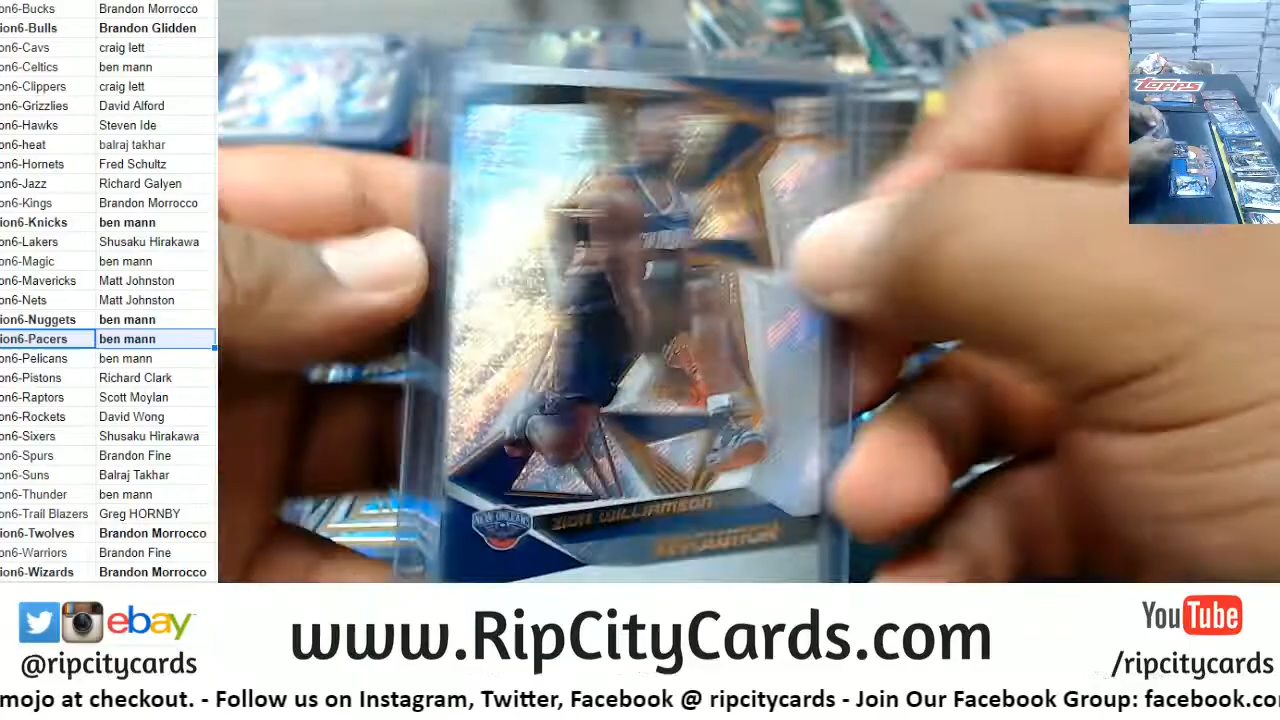 on6-Bucks Brandon Morrocco
ion6-Bulls Brandon Glidden
on6-Cavs craig lett
on6-Celtics ben mann
on6-Clippers craig lett
on6-Grizzlies David Alford
on6-Hawks Steven Ide
on6-heat balraj takhar
on6-Hornets Fred Schultz
on6-Jazz Richard Galyen
on6-Kings Brandon Morrocco
ion6-Knicks ben mann
on6-Lakers Shusaku Hirakawa
on6-Magic ben mann
on6-Mavericks Matt Johnston
on6-Nets Matt Johnston
ion6-Nuggets ben mann
ion6-Pacers ben mann
on6-Pelicans ben mann
on6-Pistons Richard Clark
on6-Raptors Scott Moylan
on6-Rockets David Wong
on6-Sixers Shusaku Hirakawa
on6-Spurs Brandon Fine
on6-Suns Balraj Takhar
on6-Thunder ben mann
on6-Trail Blazers Greg HORNBY
ion6-Twolves Brandon Morrocco
on6-Warriors Brandon Fine
ion6-Wizards Brandon Morrocco
Topps
NEW ORLEANS
ZION WILLIAMSON
REVOLUTION
ebay
@ripcitycards
www.RipCityCards.com
YouTube
/ripcitycards
mojo at checkout. - Follow us on Instagram, Twitter, Facebook @ ripcitycards - Join Our Facebook Group: facebook.co